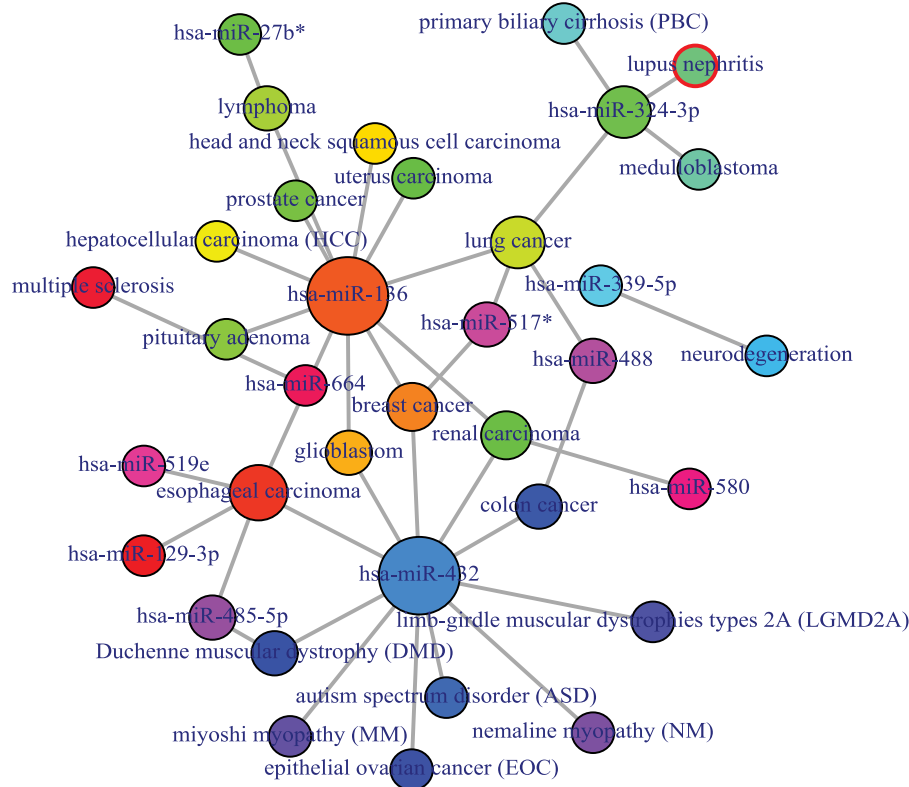 primary biliary cirrhosis (PBC)
hsa-miR-27b*
lupus nephritis
lymphoma
hsa-miR-324-3p
head and neck squamous cell carcinoma
medulloblastoma
uterus carcinoma
prostate cancer
hepatocellular carcinoma (HCC)
lung cancer
multiple sclerosis
hsa-miR-339-5p
hsa-miR-136
hsa-miR-517*
pituitary adenoma
neurodegeneration
hsa-miR-488
hsa-miR-664
breast cancer
renal carcinoma
glioblastom
hsa-miR-519e
hsa-miR-580
esophageal carcinoma
colon cancer
hsa-miR-129-3p
hsa-miR-432
hsa-miR-485-5p
limb-girdle muscular dystrophies types 2A (LGMD2A)
Duchenne muscular dystrophy (DMD)
autism spectrum disorder (ASD)
nemaline myopathy (NM)
miyoshi myopathy (MM)
epithelial ovarian cancer (EOC)